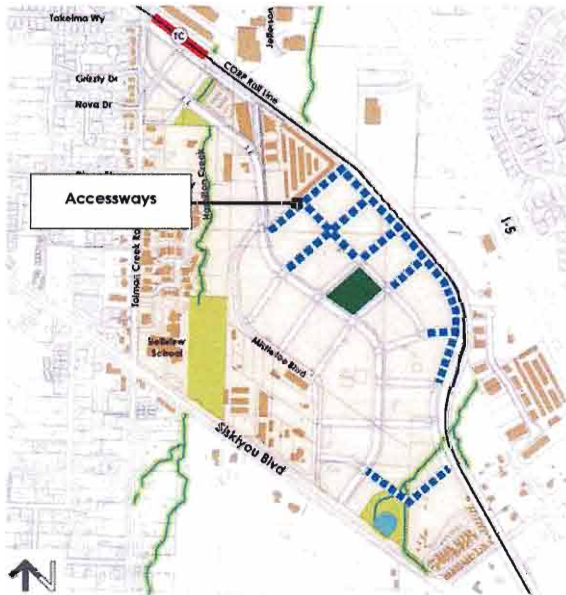 Takelma Wy
TC
Jefferson
CORP Rail Line
Grizzly Dr
Nova Dr
Accessways
Hamilton Creek
I-5
Tolman Creek Ro
Bellview
School
Mistletoe Blvd
Siskiyou Blvd
N